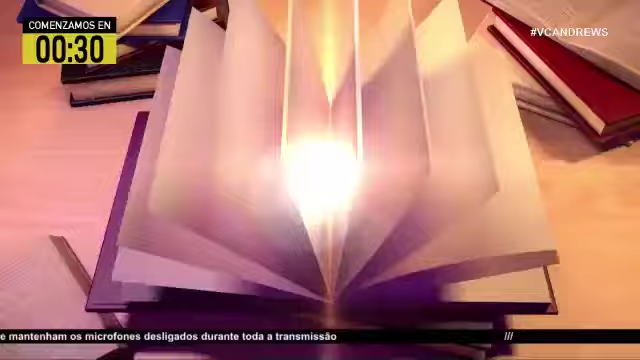 COMENZAMOS EN
00:30
#VCANDREWS
e mantenham os microfones desligados durante toda a transmissão
///